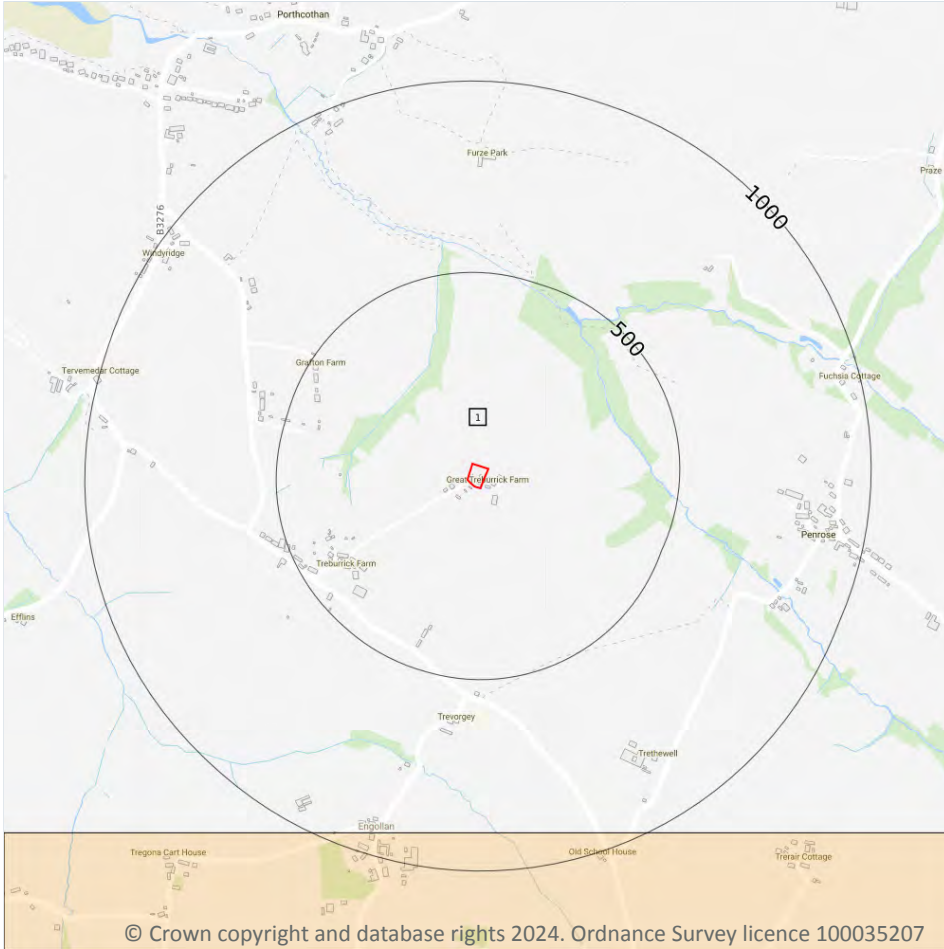 Porthcothan
Furze Park
Praze
1000
B3276
Windyridge
500
Grafton Farm
Tervemedar Cottage
Fuchsia Cottage
1
Great Treburrick Farm
Penrose
Treburrick Farm
Efflins
Trevorgey
Trethewell
Engollan
Tregona Cart House
Old School House
Trerair Cottage
© Crown copyright and database rights 2024. Ordnance Survey licence 100035207